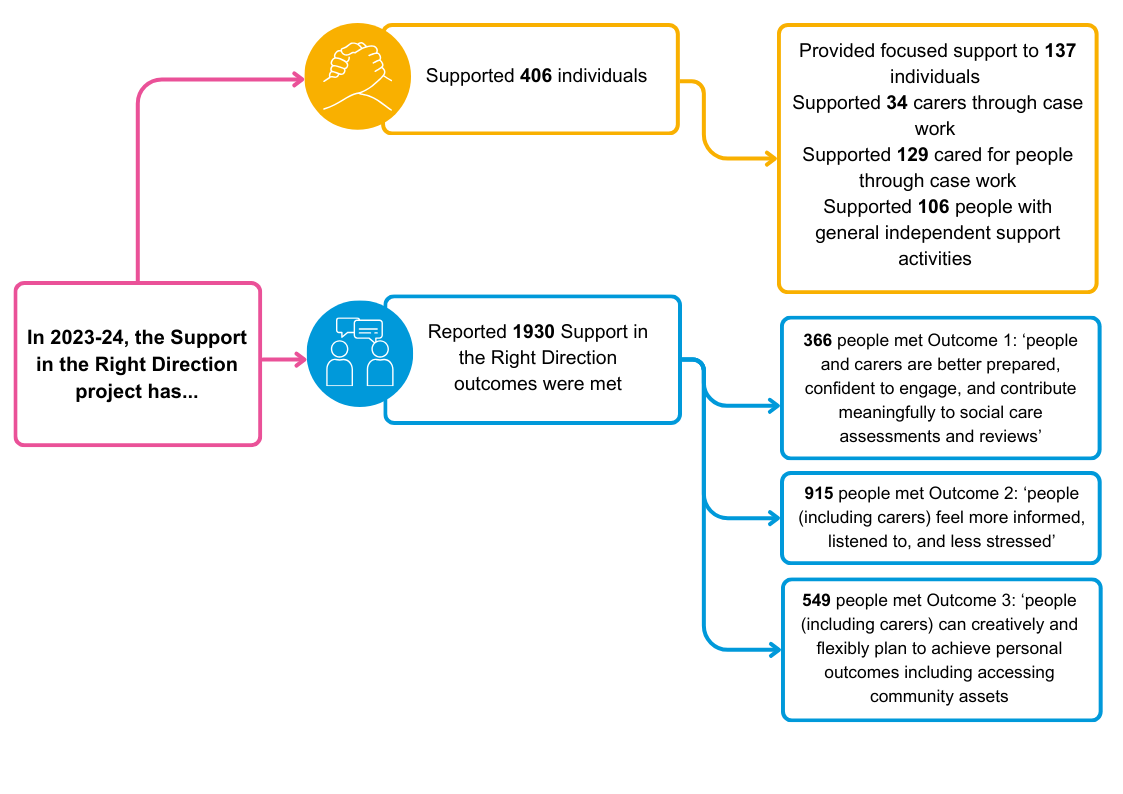 In 2023-24, the Support
in the Right Direction
project has...
Supported 406 individuals
Provided focused support to 137
individuals
Supported 34 carers through case
work
Supported 129 cared for people
through case work
Supported 106 people with
general independent support
activities
Reported 1930 Support in
the Right Direction
outcomes were met
366 people met Outcome 1: ‘people
and carers are better prepared,
confident to engage, and contribute
meaningfully to social care
assessments and reviews’
915 people met Outcome 2: ‘people
(including carers) feel more informed,
listened to, and less stressed’
549 people met Outcome 3: ‘people
(including carers) can creatively and
flexibly plan to achieve personal
outcomes including accessing
community assets